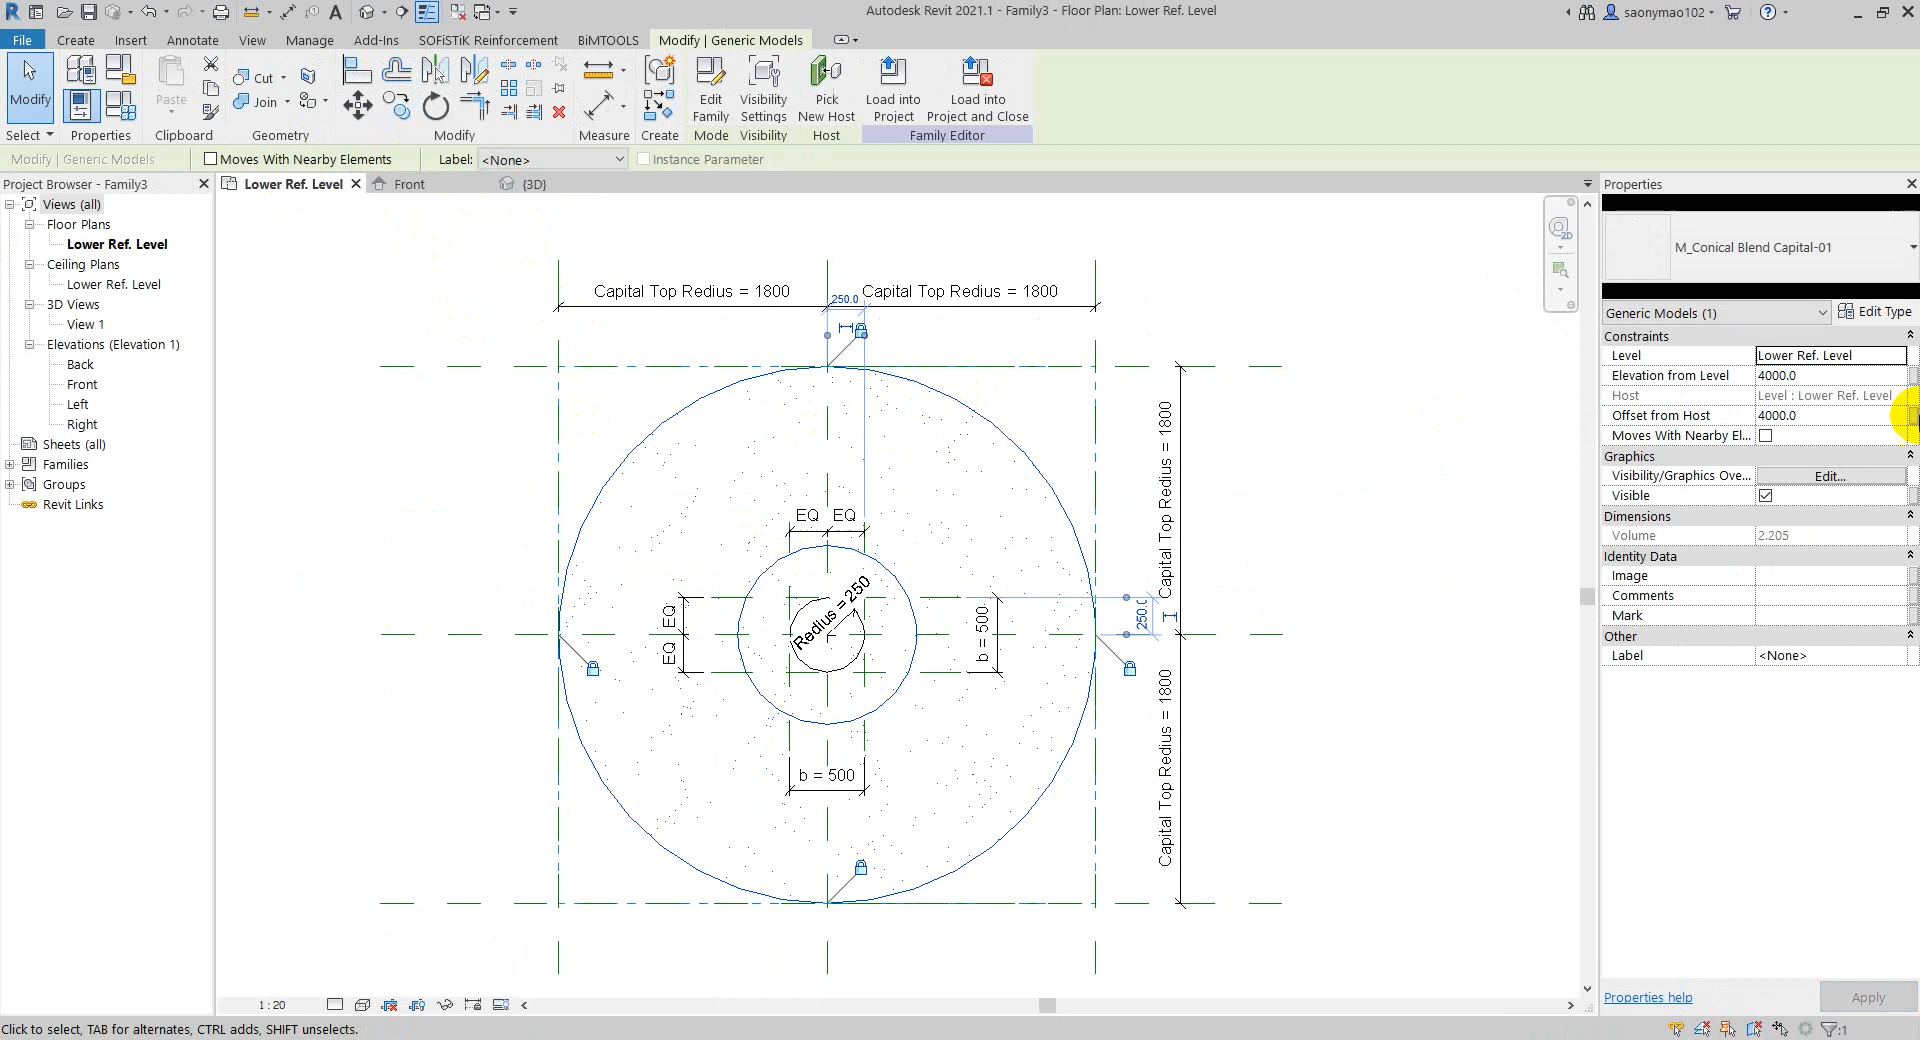 Autodesk Revit 2021.1 - Family3 - Floor Plan: Lower Ref. Level
saonymao102
File Create Insert Annotate View Manage Add-Ins SOFiSTiK Reinforcement BiMTOOLS Modify | Generic Models
Modify
Paste
Cut
Join
Edit Family
Visibility Settings
Pick New Host
Load into Project
Load into Project and Close
Select Properties Clipboard Geometry Modify Measure Create Mode Visibility Host Family Editor
Modify | Generic Models
Moves With Nearby Elements
Label: <None>
Instance Parameter
Project Browser - Family3
Lower Ref. Level
Front
{3D}
Properties
Views (all)
Floor Plans
Lower Ref. Level
Ceiling Plans
Lower Ref. Level
3D Views
View 1
Elevations (Elevation 1)
Back
Front
Left
Right
Sheets (all)
Families
Groups
Revit Links
Capital Top Radius = 1800
Capital Top Radius = 1800
250.0
EQ EQ
Redius = 250
EQ
EQ
b = 500
b = 500
250.0
Capital Top Radius = 1800
Capital Top Radius = 1800
2D
M_Conical Blend Capital-01
Generic Models (1)
Edit Type
Constraints
Level Lower Ref. Level
Elevation from Level 4000.0
Host Level : Lower Ref. Level
Offset from Host 4000.0
Moves With Nearby El...
Graphics
Visibility/Graphics Ove... Edit...
Visible
Dimensions
Volume 2.205
Identity Data
Image
Comments
Mark
Other
Label <None>
Properties help
Apply
1 : 20
Click to select, TAB for alternates, CTRL adds, SHIFT unselects.
:1